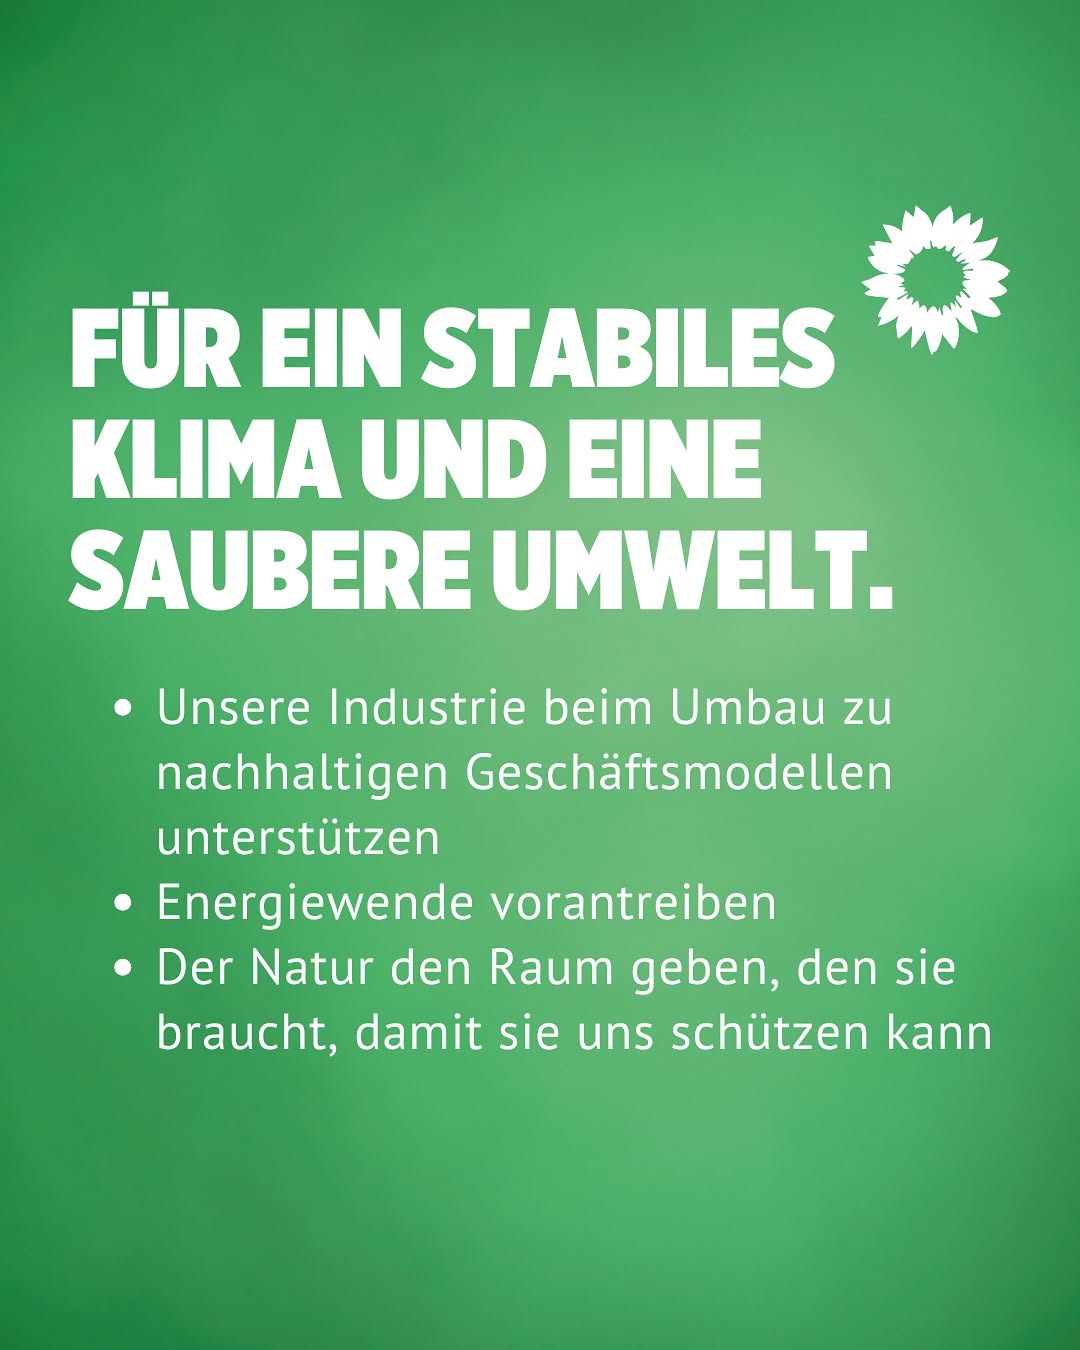 FÜR EIN STABILES
KLIMA UND EINE
SAUBERE UMWELT.
• Unsere Industrie beim Umbau zu
nachhaltigen Geschäftsmodellen
unterstützen
• Energiewende vorantreiben
• Der Natur den Raum geben, den sie
braucht, damit sie uns schützen kann